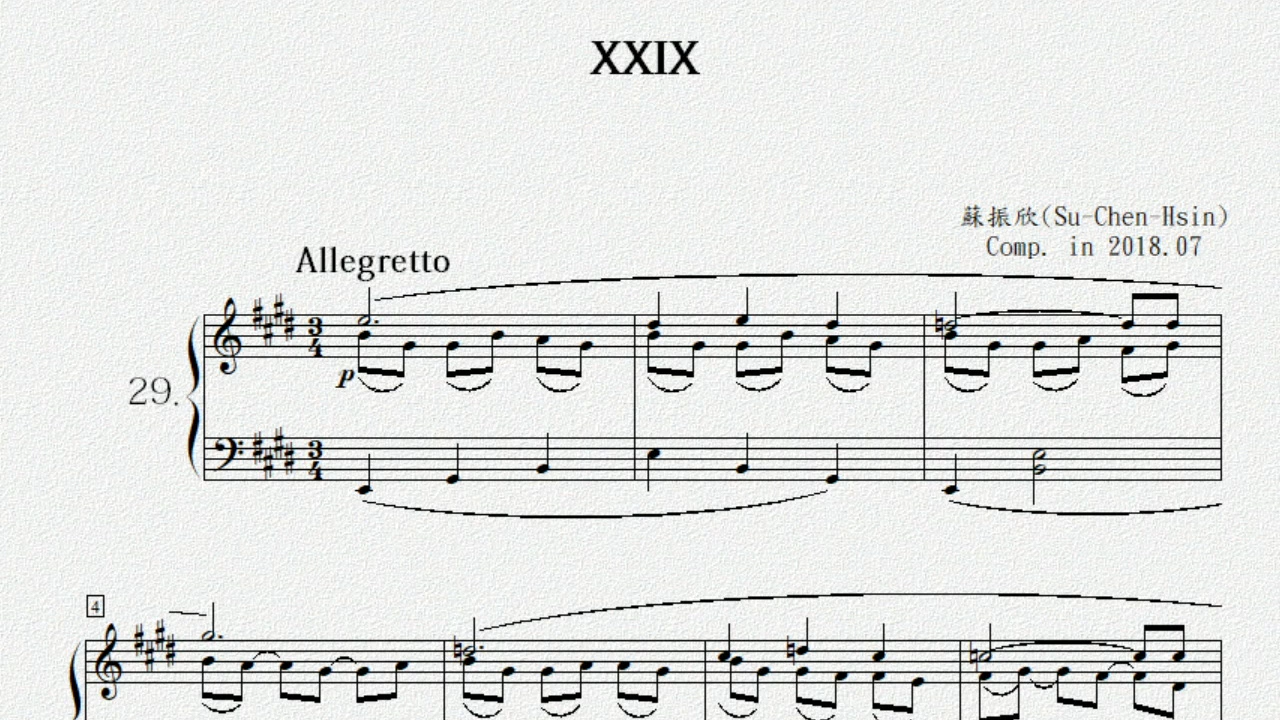 XXIX
蘇振欣(Su-Chen-Hsin)
Comp. in 2018.07
Allegretto
3
4
p
29.
3
4
4